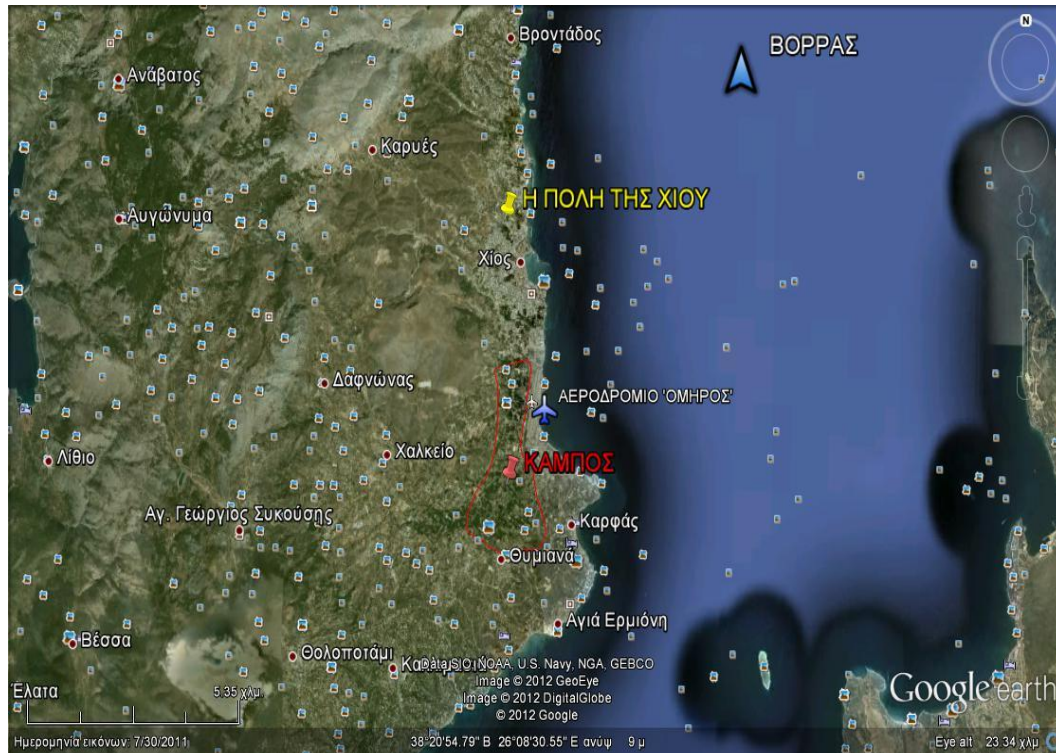 Βροντάδος
ΒΟΡΡΑΣ
N
Ανάβατος
Καρυές
Η ΠΟΛΗ ΤΗΣ ΧΙΟΥ
Αυγώνυμα
Χίος
Δαφνώνας
ΑΕΡΟΔΡΟΜΙΟ 'ΟΜΗΡΟΣ'
Λίθιο
Χαλκείο
ΚΑΜΠΟΣ
Αγ. Γεώργιος Συκούσης
Καρφάς
Θυμιανά
Αγιά Ερμιόνη
Βέσσα
Θολοποτάμι
Data SIO, NOAA, U.S. Navy, NGA, GEBCO
Image © 2012 GeoEye
Image © 2012 DigitalGlobe
© 2012 Google
Έλατα
5.35 χλμ.
Google earth
Ημερομηνία εικόνων: 7/30/2011
38°20'54.79" Β 26°08'30.55" Ε ανύψ 9 μ
Eye alt 23.34 χλμ